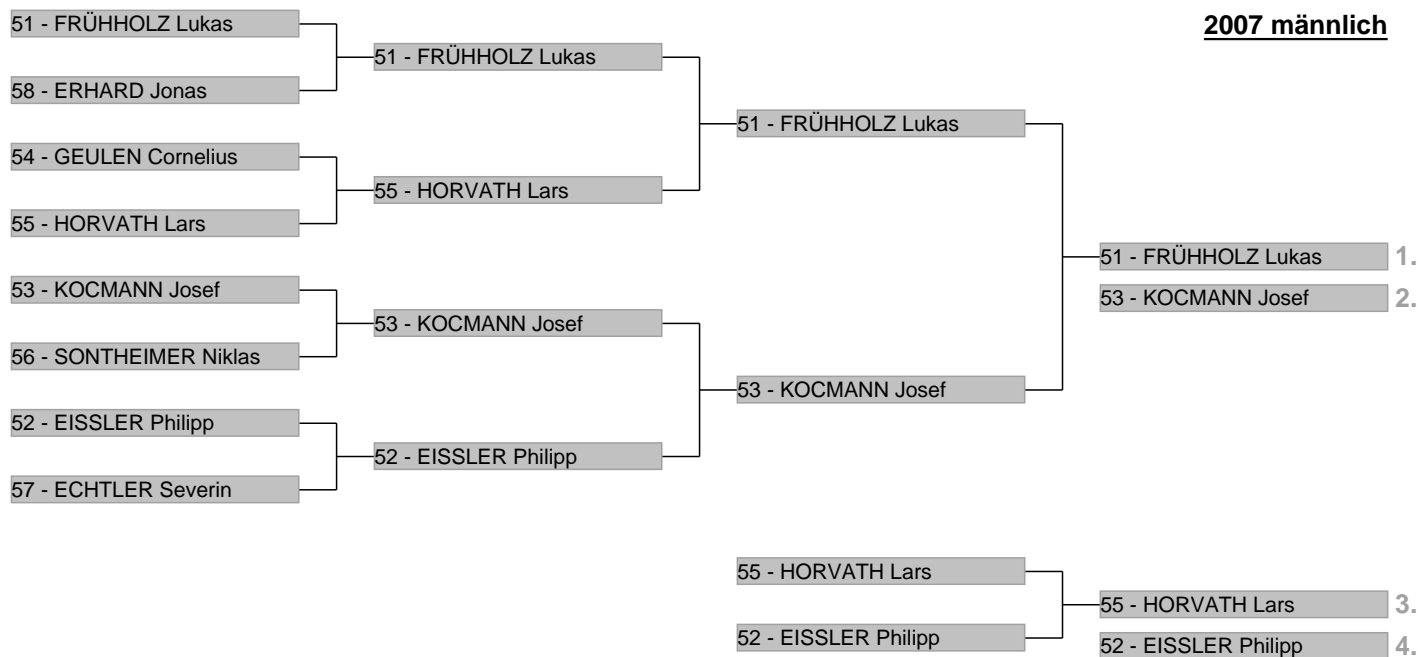 2007 männlich
51 - FRÜHHOLZ Lukas
58 - ERHARD Jonas
54 - GEULEN Cornelius
55 - HORVATH Lars
53 - KOCMANN Josef
56 - SONTHEIMER Niklas
52 - EISSLER Philipp
57 - ECHTLER Severin
51 - FRÜHHOLZ Lukas
55 - HORVATH Lars
53 - KOCMANN Josef
52 - EISSLER Philipp
51 - FRÜHHOLZ Lukas
53 - KOCMANN Josef
51 - FRÜHHOLZ Lukas 1.
53 - KOCMANN Josef 2.
55 - HORVATH Lars
52 - EISSLER Philipp
55 - HORVATH Lars 3.
52 - EISSLER Philipp 4.